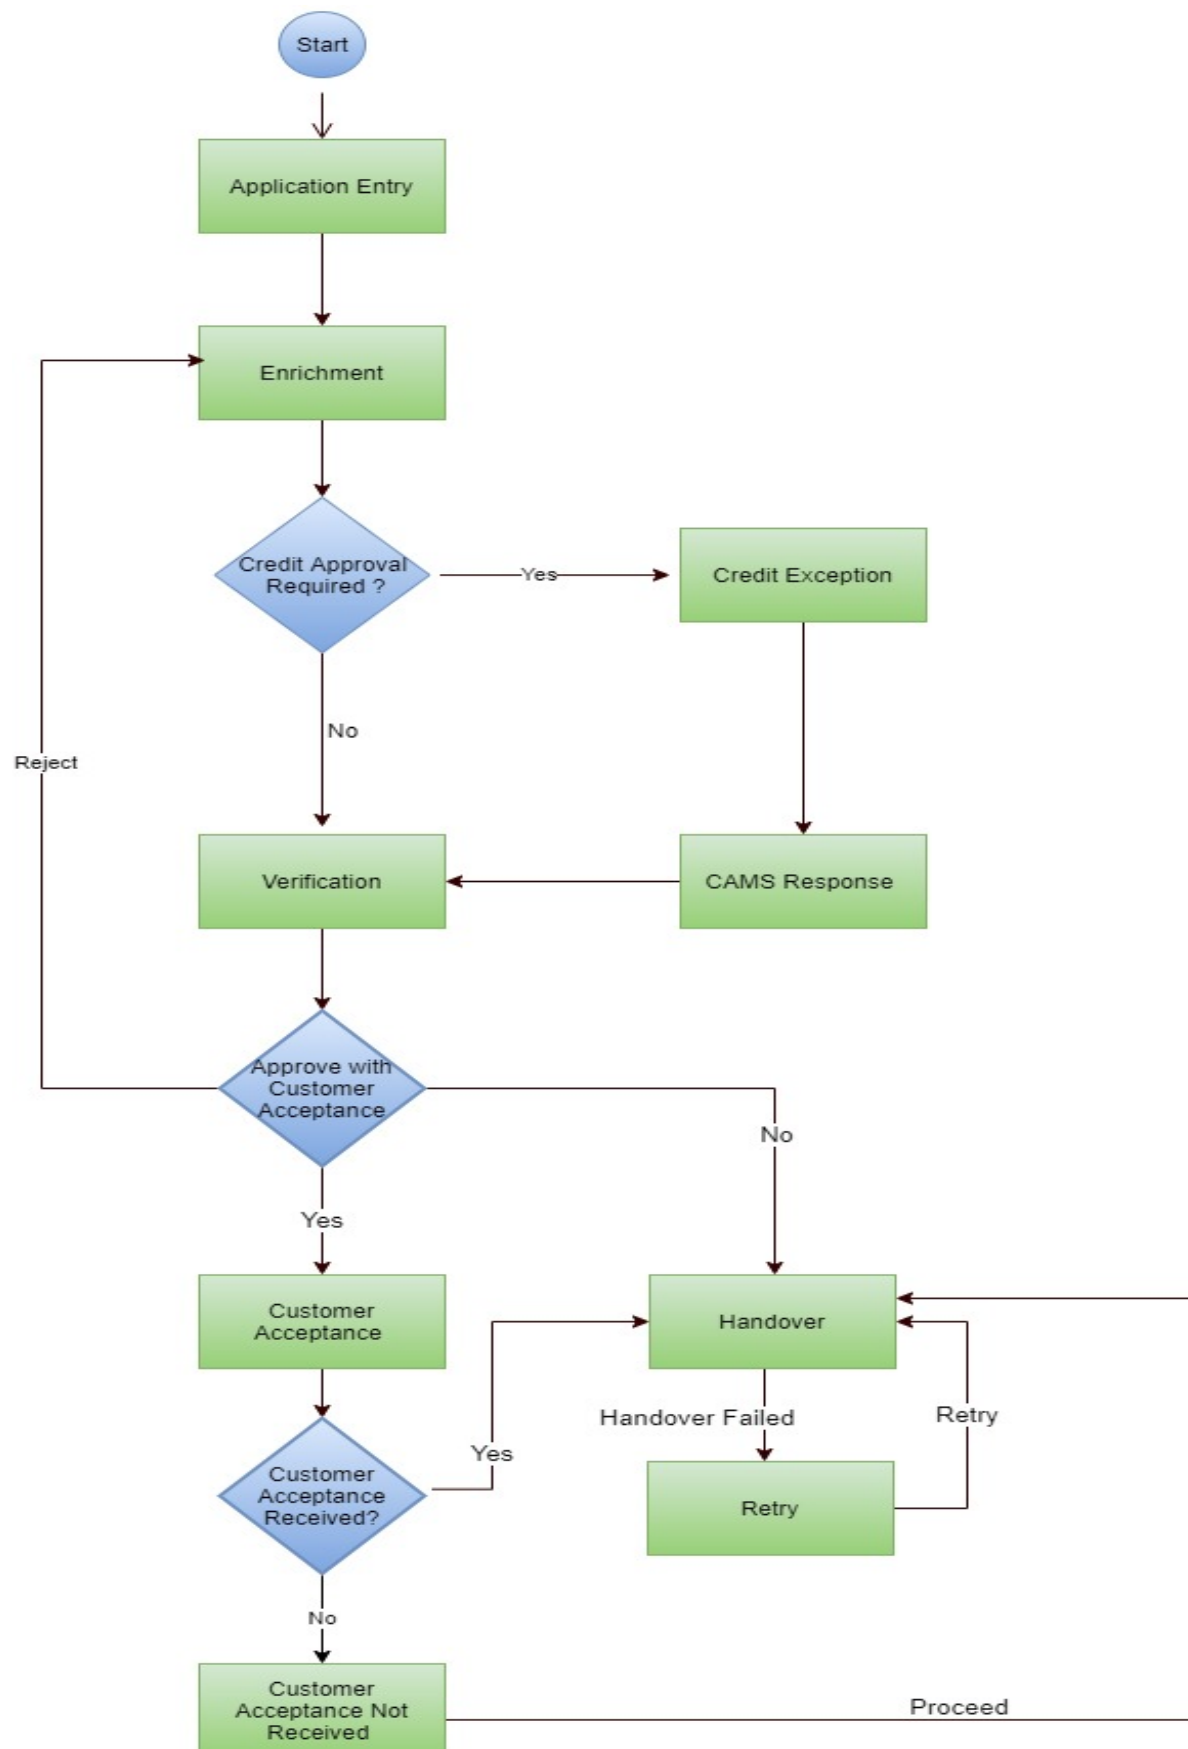 Start
Application Entry
Enrichment
Credit Approval
Required ?
Yes
Credit Exception
No
Reject
Verification
CAMS Response
Approve with
Customer
Acceptance
No
Yes
Customer
Acceptance
Handover
Handover Failed
Retry
Yes
Customer
Acceptance
Received?
Retry
No
Customer
Acceptance Not
Received
Proceed